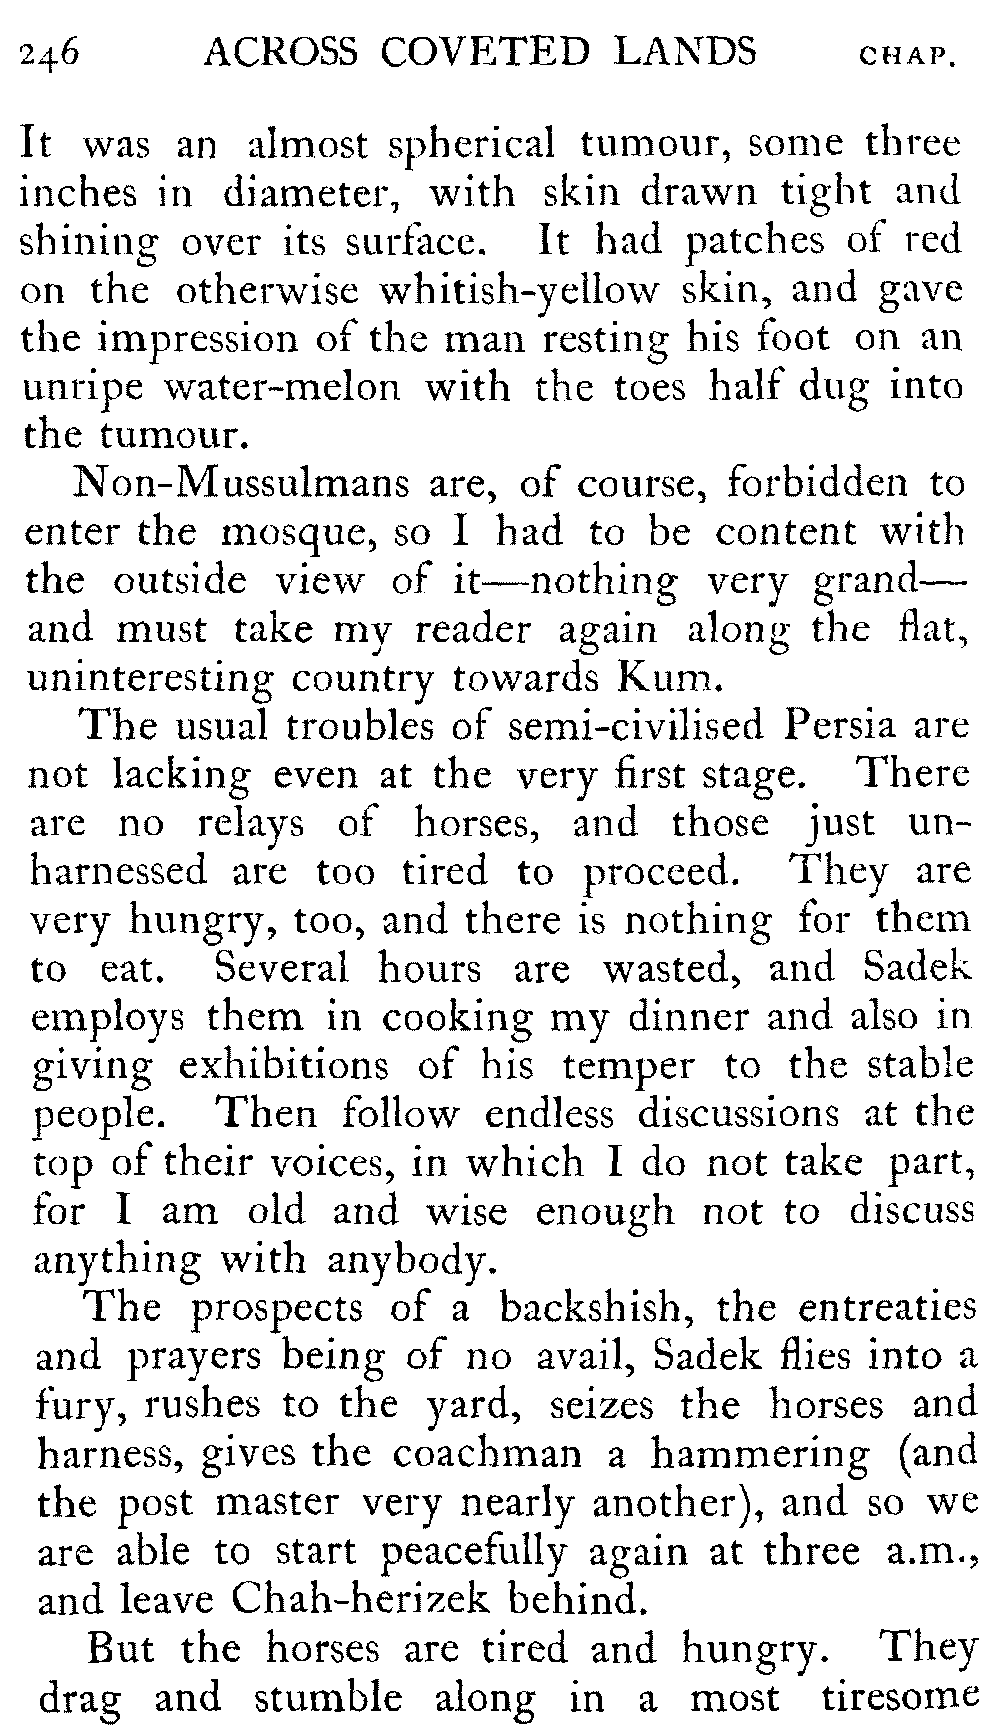 246 ACROSS COVETED LANDS CHAP.
It was an almost spherical tumour, some three
inches in diameter, with skin drawn tight and
shining over its surface. It had patches of red
on the otherwise whitish-yellow skin, and gave
the impression of the man resting his foot on an
unripe water-melon with the toes half dug into
the tumour.
Non-Mussulmans are, of course, forbidden to
enter the mosque, so I had to be content with
the outside view of it—nothing very grand—
and must take my reader again along the flat,
uninteresting country towards Kum.
The usual troubles of semi-civilised Persia are
not lacking even at the very first stage. There
are no relays of horses, and those just un-
harnessed are too tired to proceed. They are
very hungry, too, and there is nothing for them
to eat. Several hours are wasted, and Sadek
employs them in cooking my dinner and also in
giving exhibitions of his temper to the stable
people. Then follow endless discussions at the
top of their voices, in which I do not take part,
for I am old and wise enough not to discuss
anything with anybody.
The prospects of a backshish, the entreaties
and prayers being of no avail, Sadek flies into a
fury, rushes to the yard, seizes the horses and
harness, gives the coachman a hammering (and
the post master very nearly another), and so we
are able to start peacefully again at three a.m.,
and leave Chah-herizek behind.
But the horses are tired and hungry. They
drag and stumble along in a most tiresome